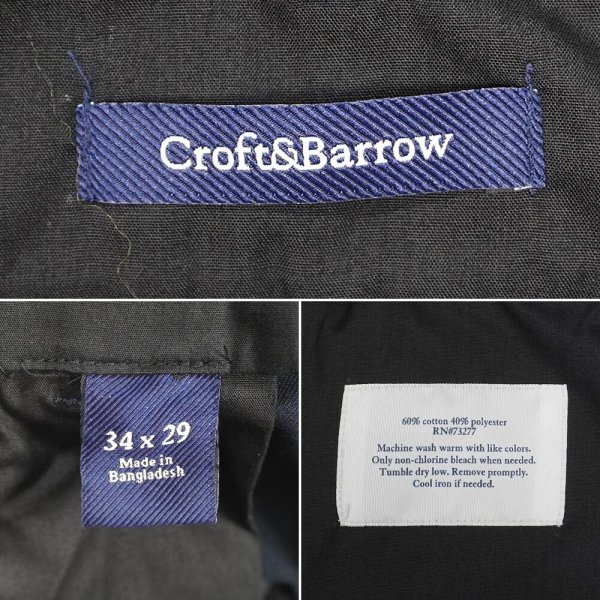 Croft&Barrow
34 x 29
Made in
Bangladesh
60% cotton 40% polyester
RN#73277
Machine wash warm with like colors.
Only non-chlorine bleach when needed.
Tumble dry low. Remove promptly.
Cool iron if needed.